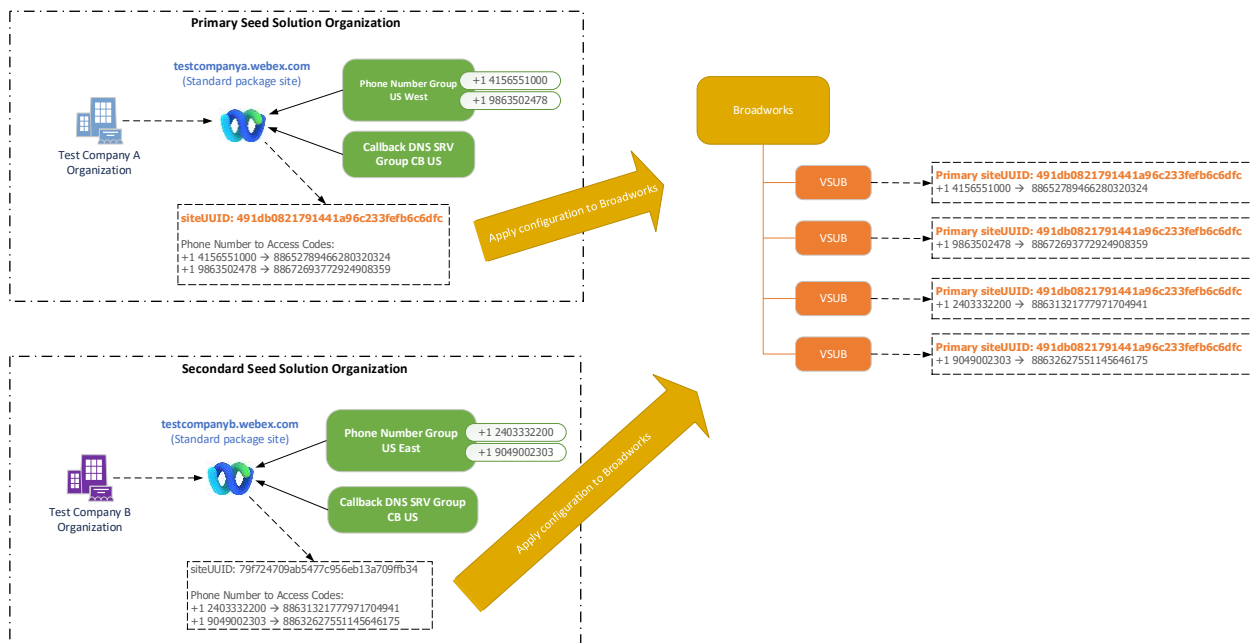 Primary Seed Solution Organization
testcompanya.webex.com
(Standard package site)
Phone Number Group
US West
+1 4156551000
+1 9863502478
Test Company A
Organization
Callback DNS SRV
Group CB US
siteUUID: 491db0821791441a96c233fefb6c6dfc
Phone Number to Access Codes:
+1 4156551000 → 88652789466280320324
+1 9863502478 → 88672693772924908359
Apply configuration to Broadworks
Secondard Seed Solution Organization
testcompanyb.webex.com
(Standard package site)
Phone Number Group
US East
+1 2403332200
+1 9049002303
Test Company B
Organization
Callback DNS SRV Group
CB US
siteUUID: 79f724709ab5477c956eb13a709ffb34
Phone Number to Access Codes:
+1 2403332200 → 88631321777971704941
+1 9049002303 → 88632627551145646175
Apply configuration to Broadworks
Broadworks
VSUB
Primary siteUUID: 491db0821791441a96c233fefb6c6dfc
+1 4156551000 → 88652789466280320324
VSUB
Primary siteUUID: 491db0821791441a96c233fefb6c6dfc
+1 9863502478 → 88672693772924908359
VSUB
Primary siteUUID: 491db0821791441a96c233fefb6c6dfc
+1 2403332200 → 88631321777971704941
VSUB
Primary siteUUID: 491db0821791441a96c233fefb6c6dfc
+1 9049002303 → 88632627551145646175